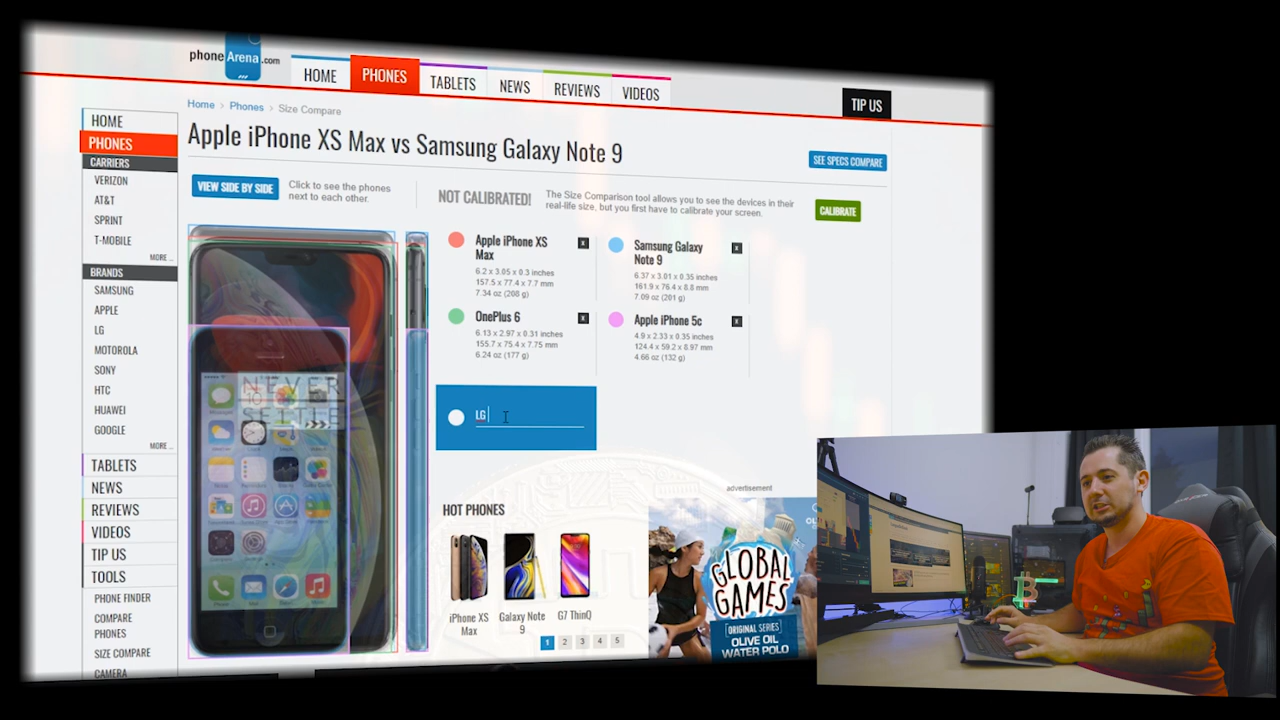 phoneArena.com
HOME
PHONES
TABLETS
NEWS
REVIEWS
VIDEOS
TIP US
Home > Phones > Size Compare
Apple iPhone XS Max vs Samsung Galaxy Note 9
SEE SPECS COMPARE
VIEW SIDE BY SIDE
Click to see the phones
next to each other.
NOT CALIBRATED!
The Size Comparison tool allows you to see the devices in their
real-life size, but you first have to calibrate your screen.
CALIBRATE
HOME
PHONES
CARRIERS
VERIZON
AT&T
SPRINT
T-MOBILE
MORE ...
BRANDS
SAMSUNG
APPLE
LG
MOTOROLA
SONY
HTC
HUAWEI
GOOGLE
MORE ...
TABLETS
NEWS
REVIEWS
VIDEOS
TIP US
TOOLS
PHONE FINDER
COMPARE
PHONES
SIZE COMPARE
CAMERA
NEVER
SETTLE
Apple iPhone XS
Max
x
6.2 x 3.05 x 0.3 inches
157.5 x 77.4 x 7.7 mm
7.34 oz (208 g)
Samsung Galaxy
Note 9
x
6.37 x 3.01 x 0.35 inches
161.9 x 76.4 x 8.8 mm
7.09 oz (201 g)
OnePlus 6
x
6.13 x 2.97 x 0.31 inches
155.7 x 75.4 x 7.75 mm
6.24 oz (177 g)
Apple iPhone 5c
x
4.9 x 2.33 x 0.35 inches
124.4 x 59.2 x 8.97 mm
4.66 oz (132 g)
LG
HOT PHONES
iPhone XS
Max
Galaxy Note
9
G7 ThinQ
1 2 3 4 5
advertisement
GLOBAL
GAMES
ORIGINAL SERIES
OLIVE OIL
WATER POLO